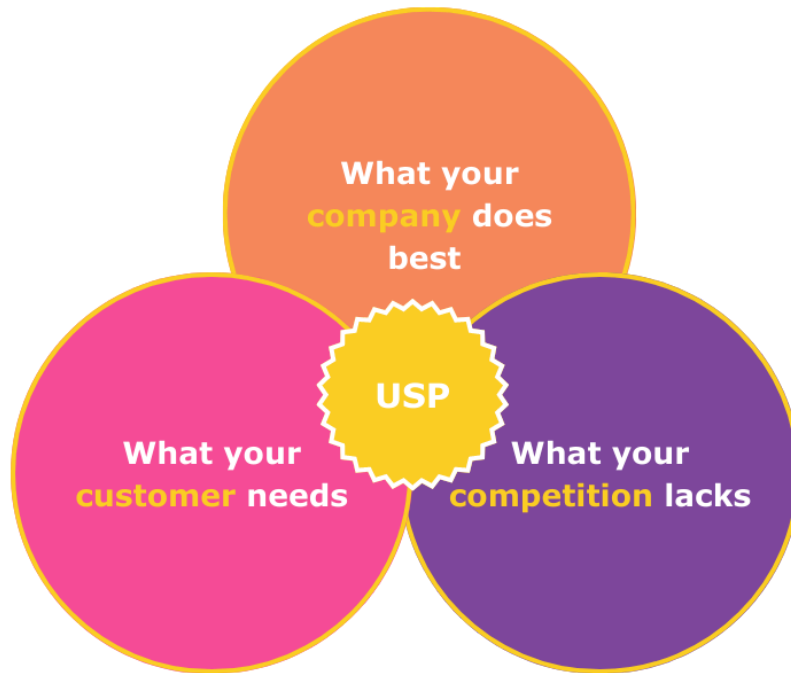 What your
company does
best
USP
What your
customer needs
What your
competition lacks